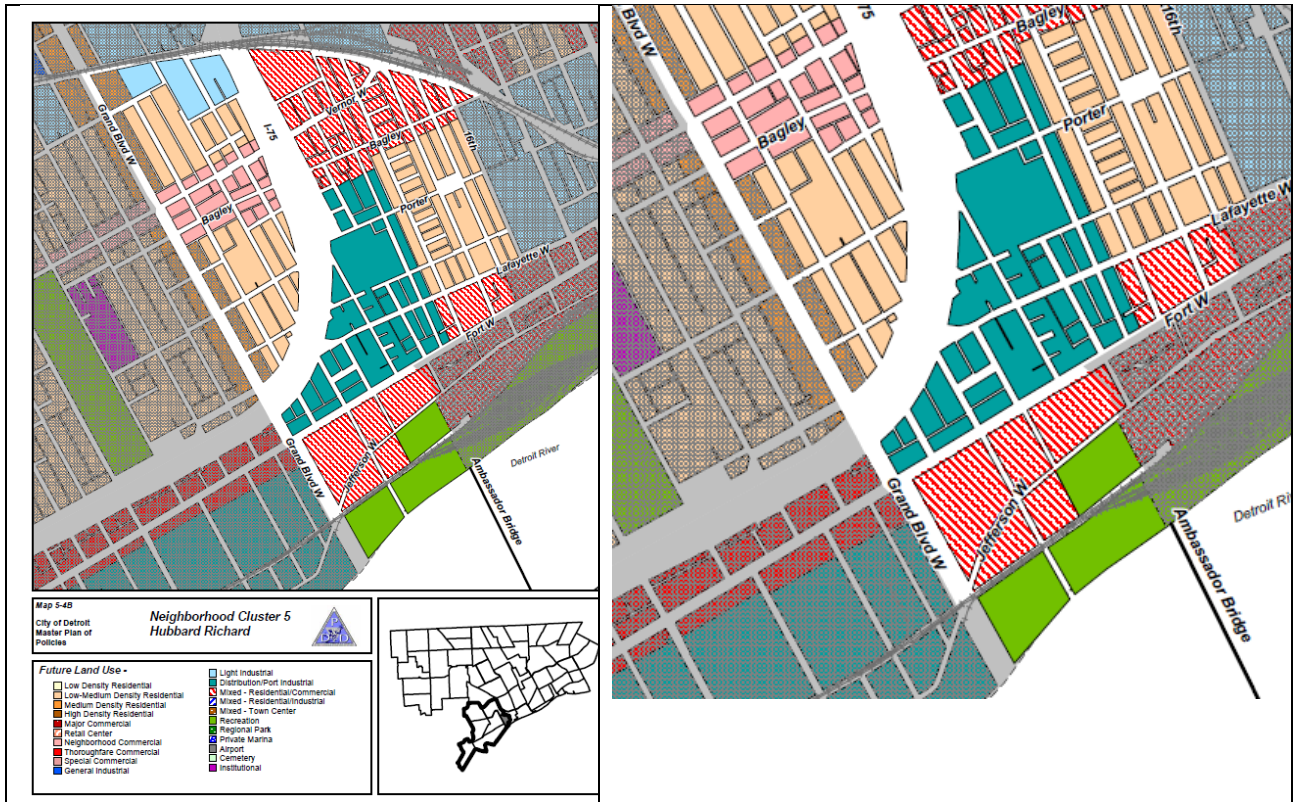 Grand Blvd W
I-75
Vernor W
Bagley
16th
Bagley
Porter
Lafayette W
Fort W
Grand Blvd W
Jefferson W
Ambassador Bridge
Detroit River
Map 5-4B
City of Detroit
Master Plan of
Policies
Neighborhood Cluster 5
Hubbard Richard
P
D D
Future Land Use -
Low Density Residential
Low-Medium Density Residential
Medium Density Residential
High Density Residential
Major Commercial
Retail Center
Neighborhood Commercial
Thoroughfare Commercial
Special Commercial
General Industrial
Light Industrial
Distribution/Port Industrial
Mixed - Residential/Commercial
Mixed - Residential/Industrial
Mixed - Town Center
Recreation
Regional Park
Private Marina
Airport
Cemetery
Institutional
Blvd W
75
Bagley
16th
Bagley
Porter
Lafayette W
Fort W
Grand Blvd W
Jefferson W
Ambassador Bridge
Detroit Riv